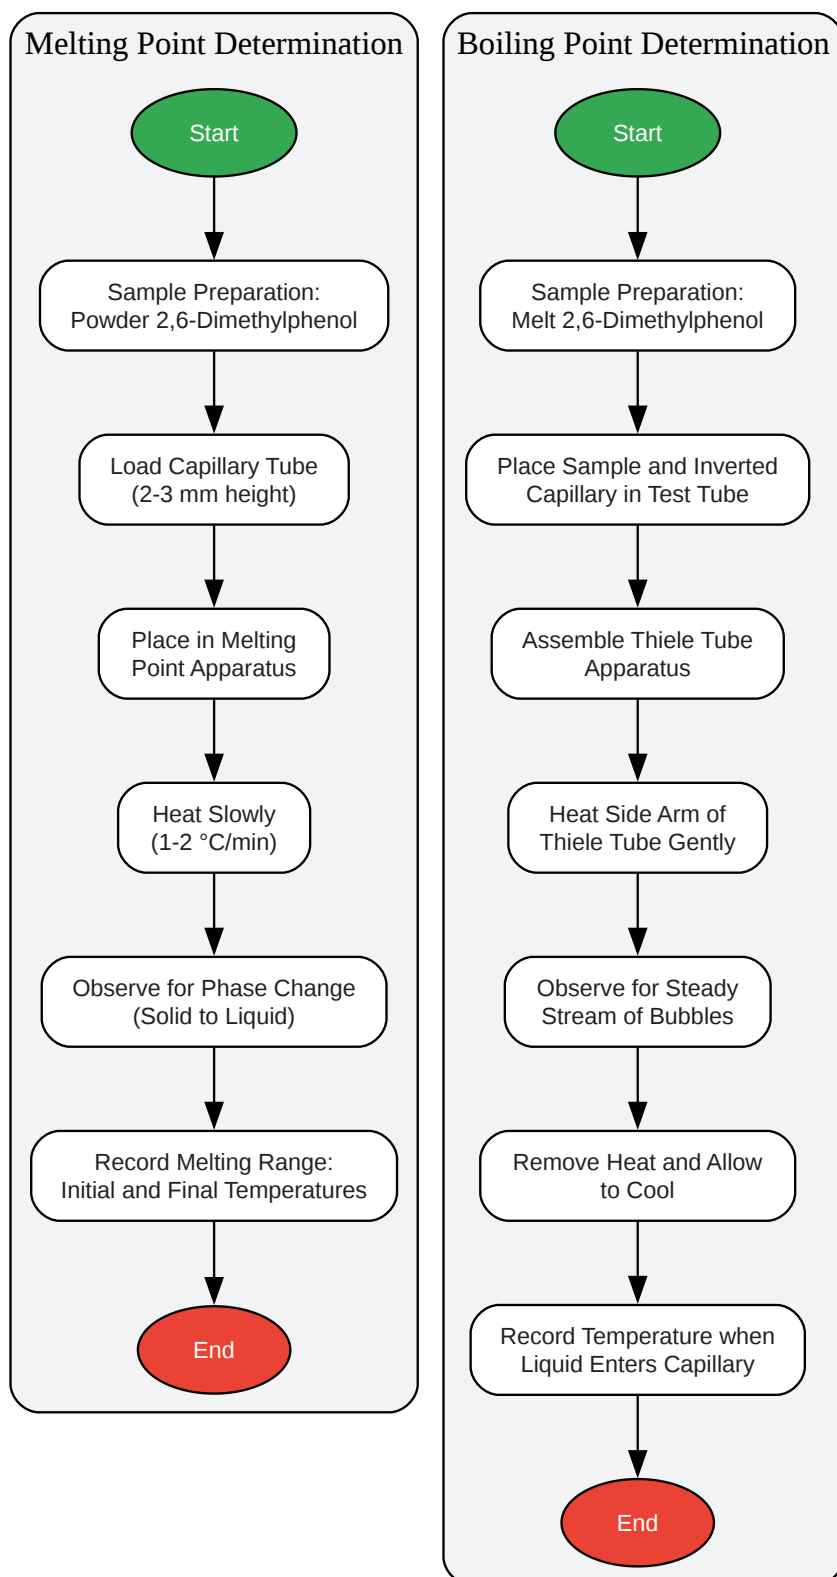 Melting Point Determination
Start
Sample Preparation:
Powder 2,6-Dimethylphenol
Load Capillary Tube
(2-3 mm height)
Place in Melting
Point Apparatus
Heat Slowly
(1-2 °C/min)
Observe for Phase Change
(Solid to Liquid)
Record Melting Range:
Initial and Final Temperatures
End
Boiling Point Determination
Start
Sample Preparation:
Melt 2,6-Dimethylphenol
Place Sample and Inverted
Capillary in Test Tube
Assemble Thiele Tube
Apparatus
Heat Side Arm of
Thiele Tube Gently
Observe for Steady
Stream of Bubbles
Remove Heat and Allow
to Cool
Record Temperature when
Liquid Enters Capillary
End